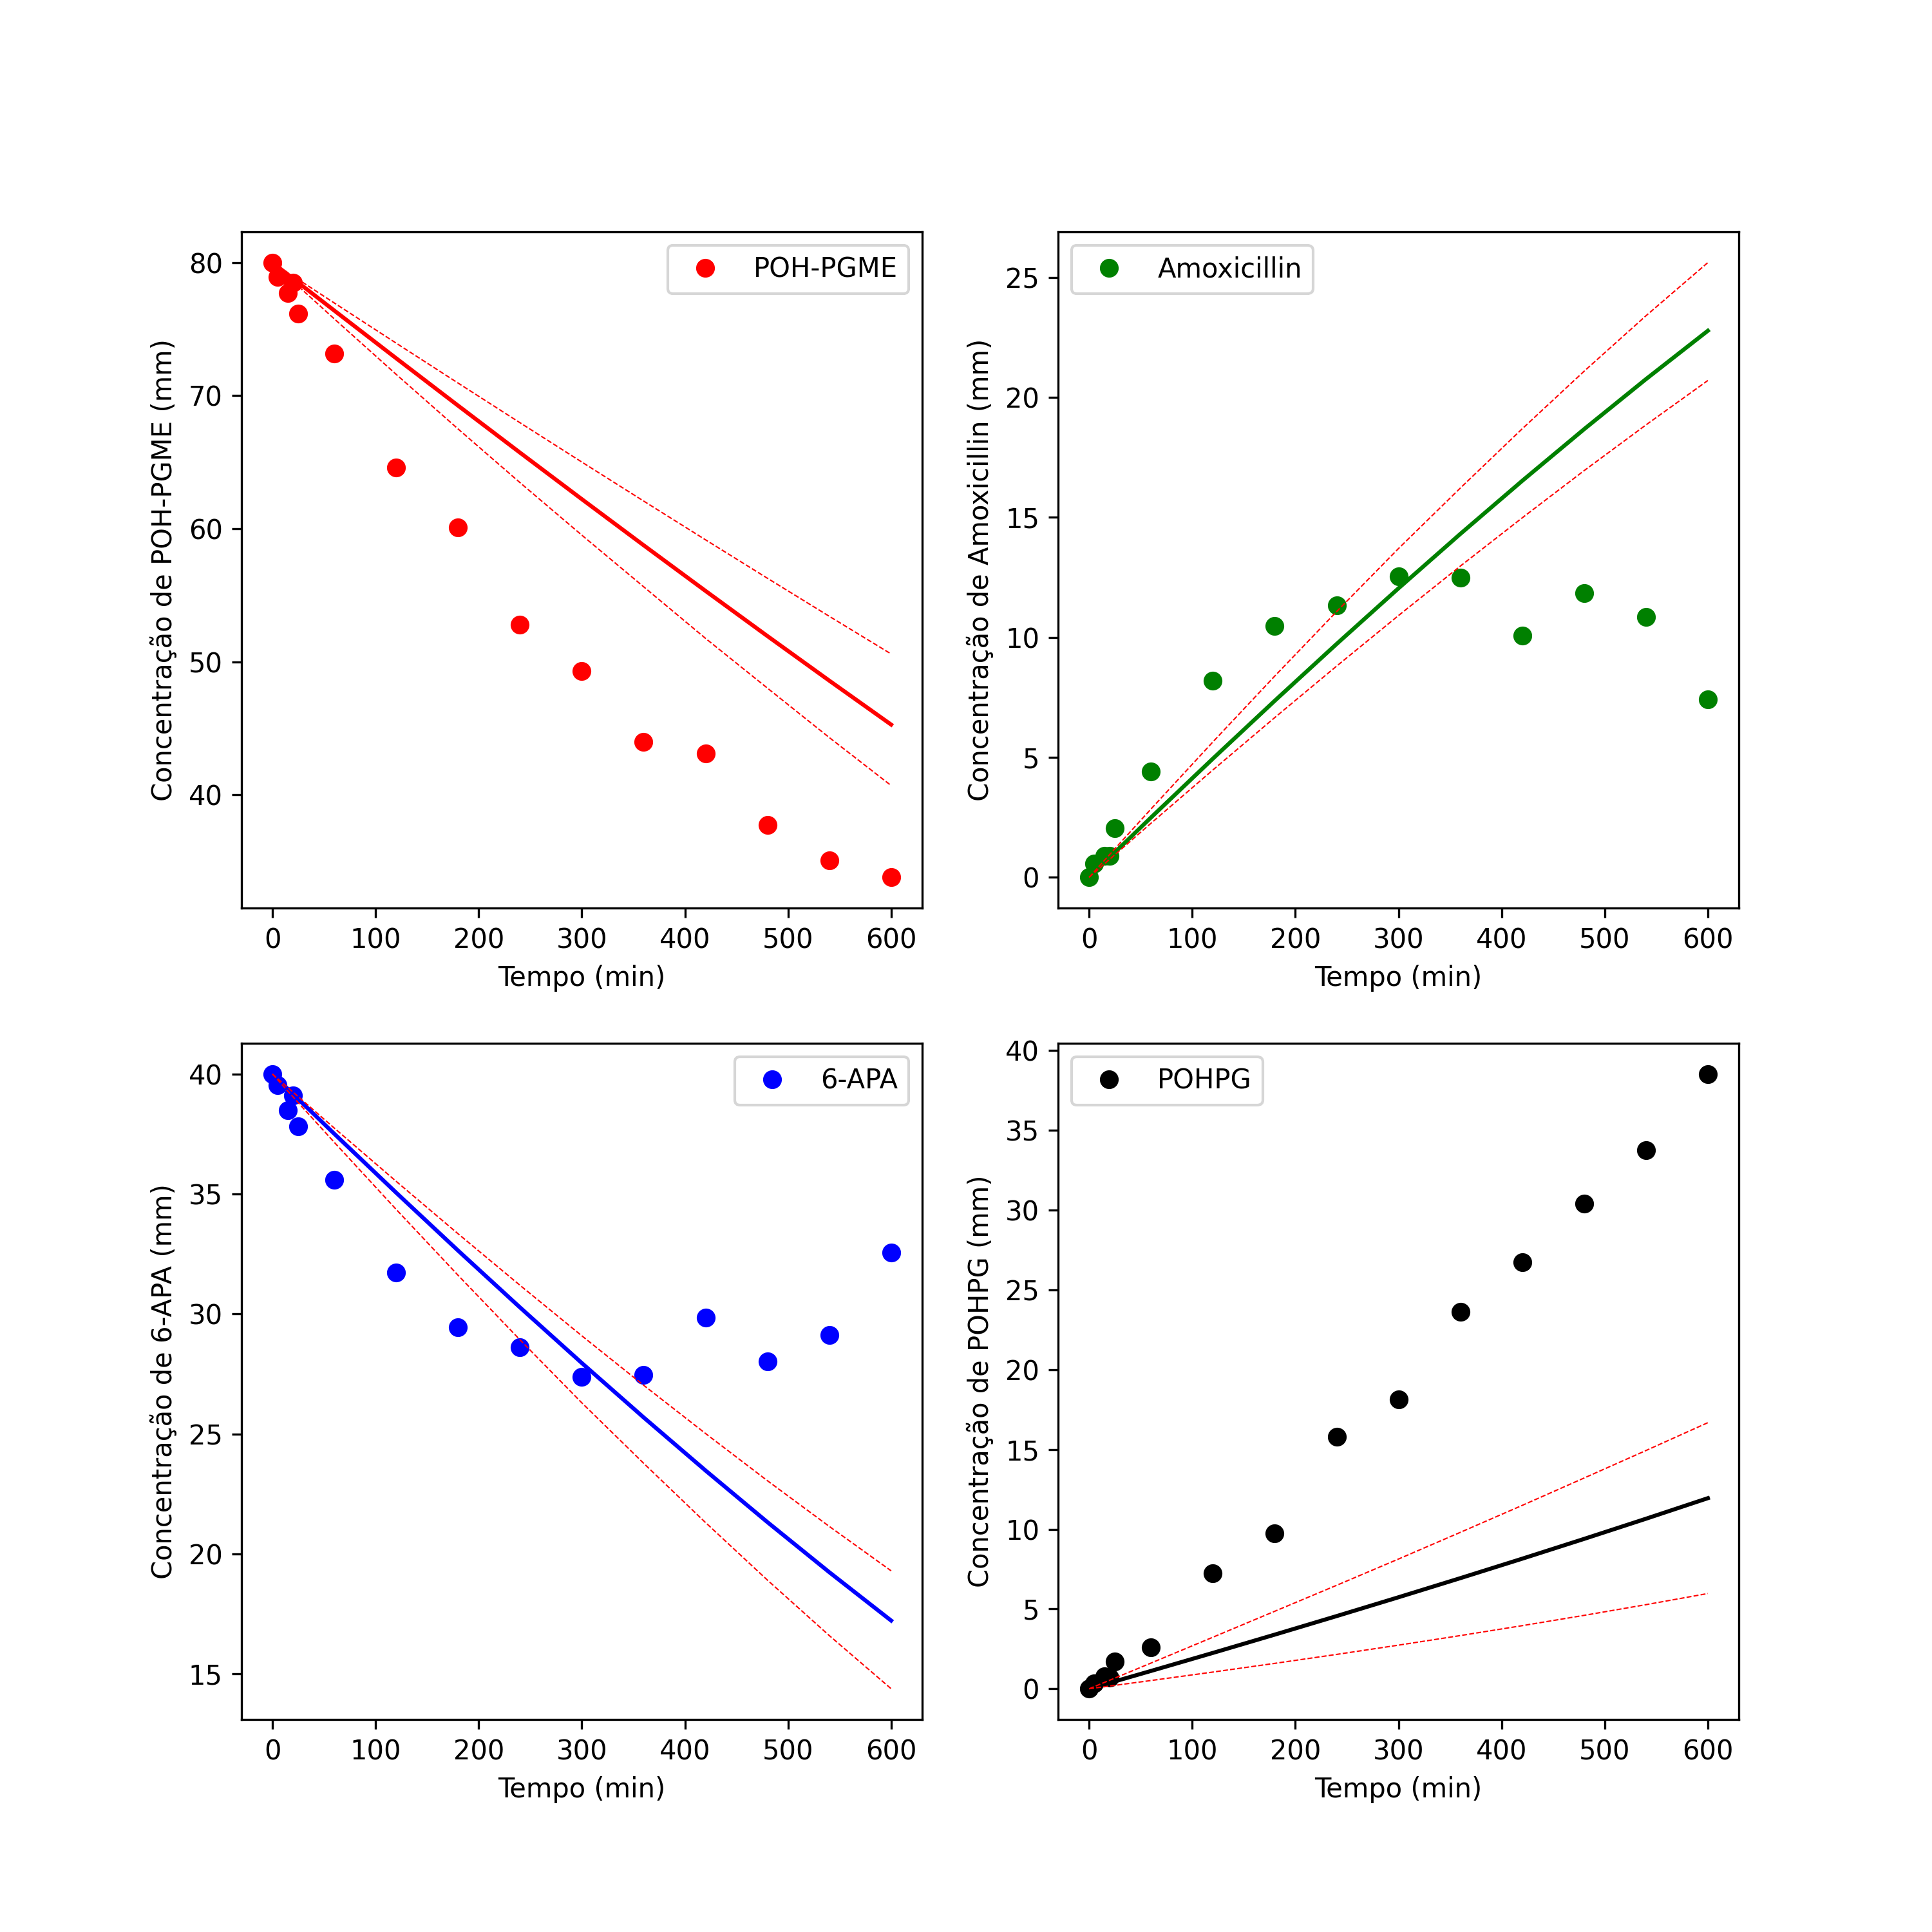 POH-PGME
80
70
60
50
40
Concentração de POH-PGME (mm)
0 100 200 300 400 500 600
Tempo (min)
Amoxicillin
25
20
15
10
5
0
Concentração de Amoxicillin (mm)
0 100 200 300 400 500 600
Tempo (min)
6-APA
40
35
30
25
20
15
Concentração de 6-APA (mm)
0 100 200 300 400 500 600
Tempo (min)
POHPG
40
35
30
25
20
15
10
5
0
Concentração de POHPG (mm)
0 100 200 300 400 500 600
Tempo (min)